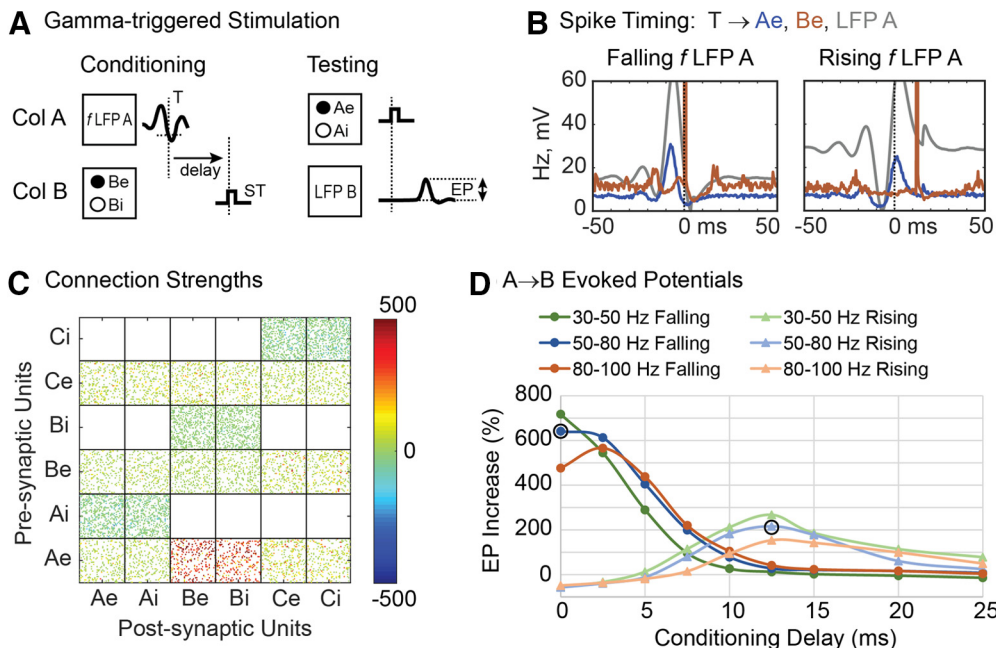 A Gamma-triggered Stimulation
Conditioning Testing
Col A f LFP A T Ae Ai
delay
Col B Be Bi ST LFP B EP
B Spike Timing: T → Ae, Be, LFP A
Falling f LFP A Rising f LFP A
Hz, mV
60
40
20
0
-50 0 ms 50 -50 0 ms 50
C Connection Strengths
Pre-synaptic Units
Ci
Ce
Bi
Be
Ai
Ae
Ae Ai Be Bi Ce Ci
Post-synaptic Units
500
0
-500
D A→B Evoked Potentials
30-50 Hz Falling 30-50 Hz Rising
50-80 Hz Falling 50-80 Hz Rising
80-100 Hz Falling 80-100 Hz Rising
EP Increase (%)
800
600
400
200
0
0 5 10 15 20 25
Conditioning Delay (ms)